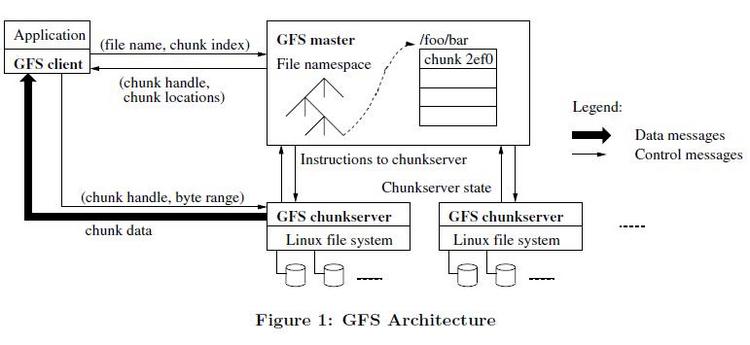 Application
GFS client
(file name, chunk index)
(chunk handle,
chunk locations)
GFS master
File namespace
/foo/bar
chunk 2ef0
Legend:
Data messages
Control messages
Instructions to chunkserver
Chunkserver state
(chunk handle, byte range)
chunk data
GFS chunkserver
Linux file system
GFS chunkserver
Linux file system
Figure 1: GFS Architecture